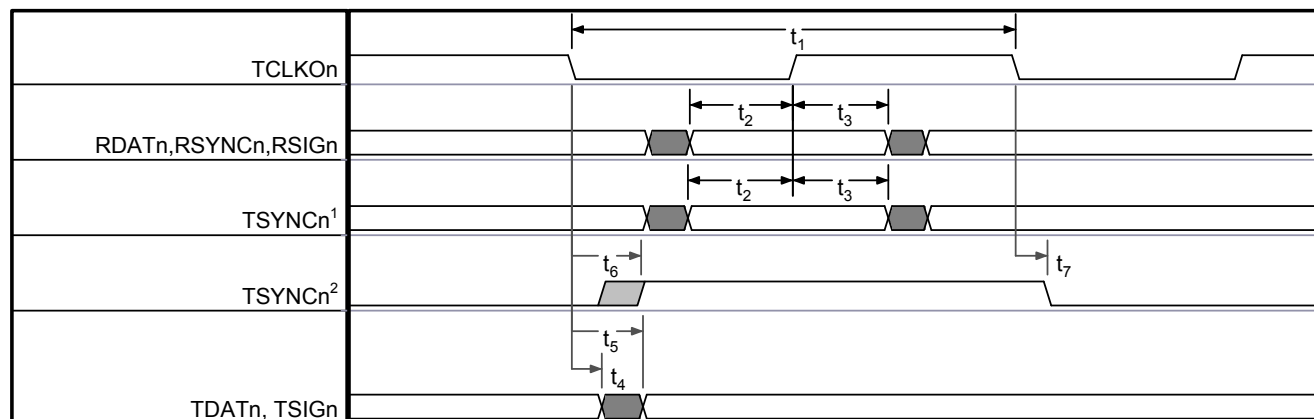 t₁
TCLKOn
t₂ t₃
RDATn,RSYNCn,RSIGn
t₂ t₃
TSYNCn¹
t₆ t₇
TSYNCn²
t₅
t₄
TDATn, TSIGn